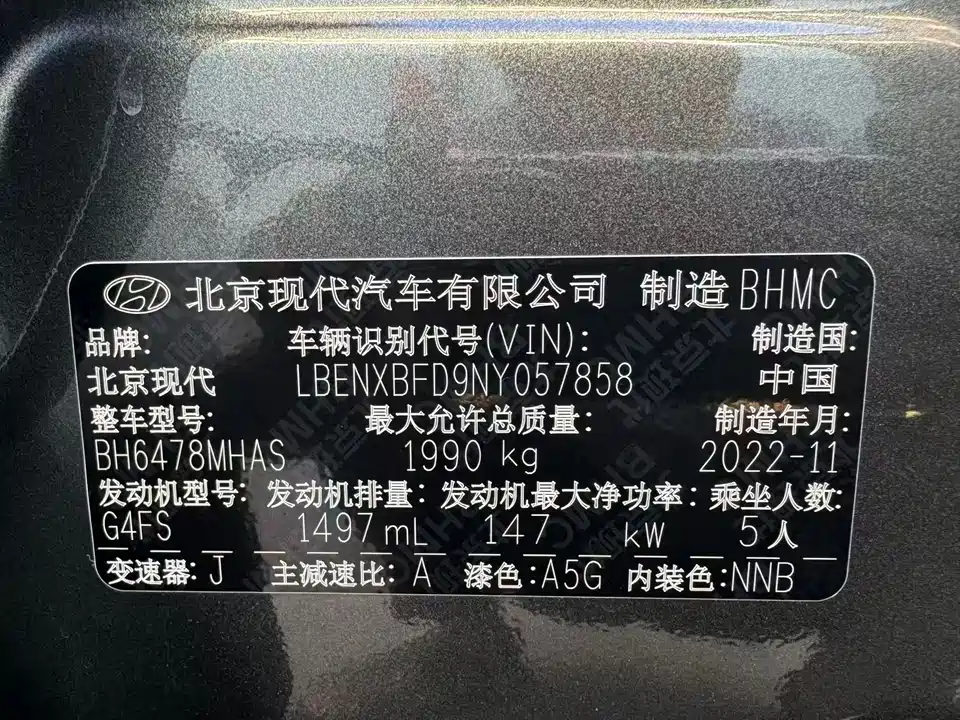 北京现代汽车有限公司 制造 BHMC
品牌: 车辆识别代号(VIN): 制造国:
北京现代 LBENXBFD9NY057858 中国
整车型号: 最大允许总质量: 制造年月:
BH6478MHAS 1990 kg 2022-11
发动机型号: 发动机排量: 发动机最大净功率: 乘坐人数:
G4FS 1497 mL 147 kW 5人
变速器: J 主减速比: A 漆色: A5G 内装色: NNB